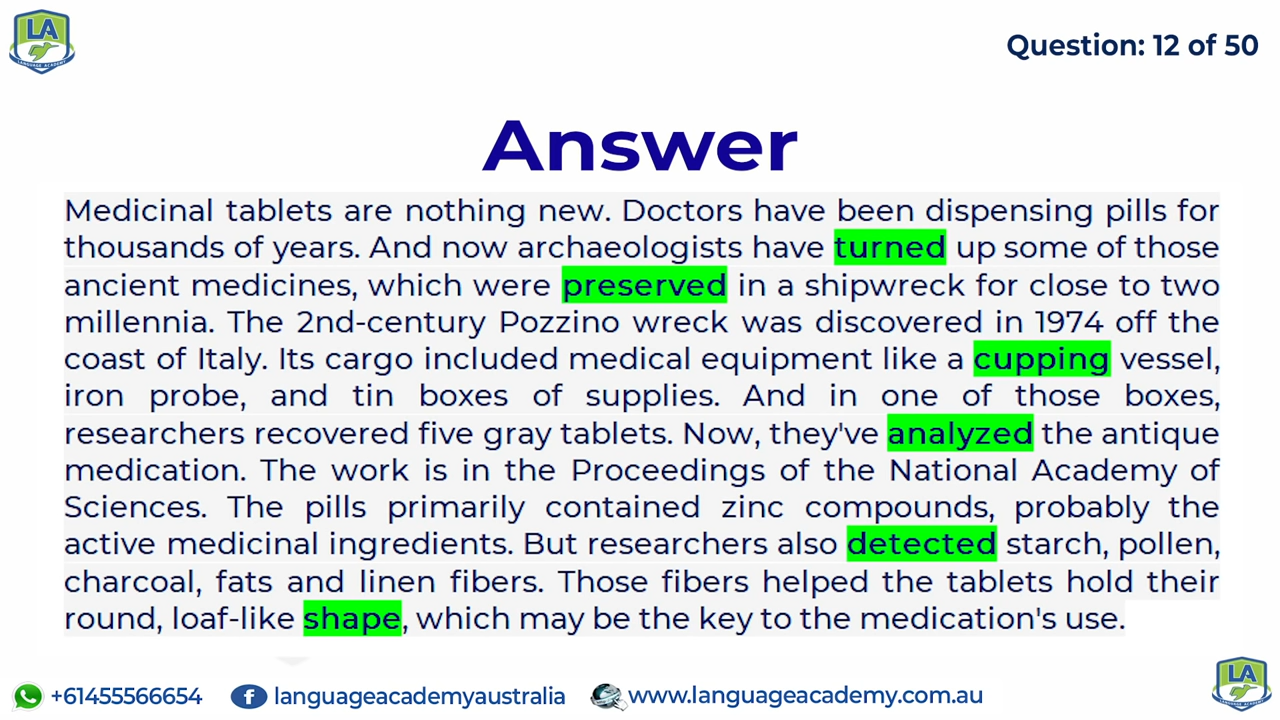 LA
LANGUAGE ACADEMY
Question: 12 of 50
Answer
Medicinal tablets are nothing new. Doctors have been dispensing pills for
thousands of years. And now archaeologists have turned up some of those
ancient medicines, which were preserved in a shipwreck for close to two
millennia. The 2nd-century Pozzino wreck was discovered in 1974 off the
coast of Italy. Its cargo included medical equipment like a cupping vessel,
iron probe, and tin boxes of supplies. And in one of those boxes,
researchers recovered five gray tablets. Now, they've analyzed the antique
medication. The work is in the Proceedings of the National Academy of
Sciences. The pills primarily contained zinc compounds, probably the
active medicinal ingredients. But researchers also detected starch, pollen,
charcoal, fats and linen fibers. Those fibers helped the tablets hold their
round, loaf-like shape, which may be the key to the medication's use.
+61455566654 languageacademyaustralia www.languageacademy.com.au
LA
LANGUAGE ACADEMY